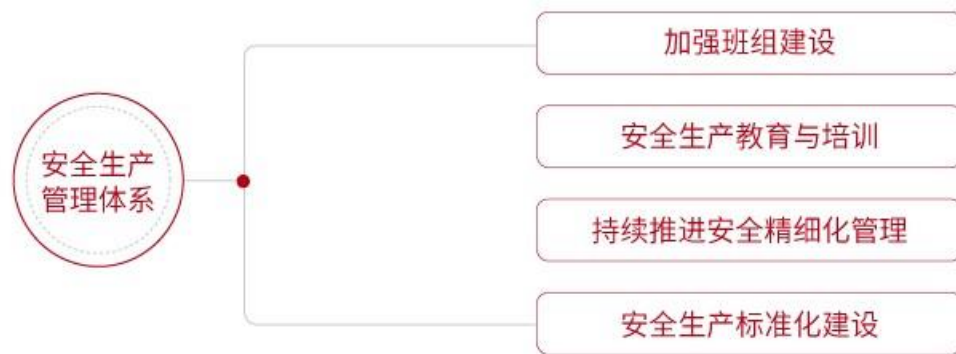 安全生产
管理体系
加强班组建设
安全生产教育与培训
持续推进安全精细化管理
安全生产标准化建设